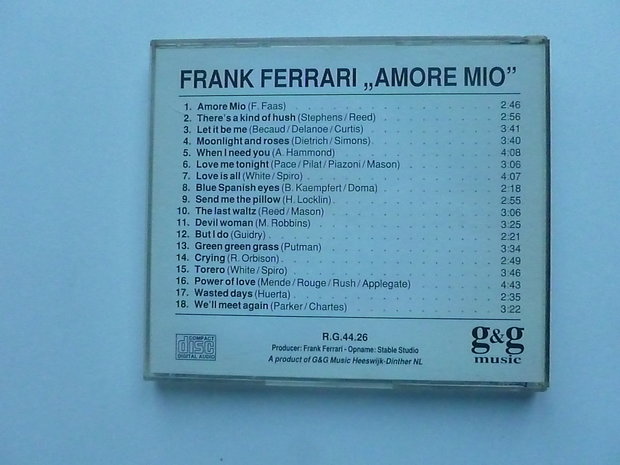 FRANK FERRARI „AMORE MIO”
1. Amore Mio (F. Faas) 2:46
2. There's a kind of hush (Stephens / Reed) 2:56
3. Let it be me (Becaud / Delanoe / Curtis) 3:41
4. Moonlight and roses (Dietrich / Simons) 3:40
5. When I need you (A. Hammond) 4:08
6. Love me tonight (Pace / Pilat / Piazoni / Mason) 3:06
7. Love is all (White / Spiro) 4:07
8. Blue Spanish eyes (B. Kaempfert / Doma) 2:18
9. Send me the pillow (H. Locklin) 2:55
10. The last waltz (Reed / Mason) 3:06
11. Devil woman (M. Robbins) 3:25
12. But I do (Guidry) 2:21
13. Green green grass (Putman) 3:34
14. Crying (R. Orbison) 2:49
15. Torero (White / Spiro) 3:46
16. Power of love (Mende / Rouge / Rush / Applegate) 4:43
17. Wasted days (Huerta) 2:35
18. We'll meet again (Parker / Chartes) 3:22
COMPACT
disc
DIGITAL AUDIO
R.G.44.26
Producer: Frank Ferrari - Opname: Stable Studio
A product of G&G Music Heeswijk-Dinther NL
g&g
music